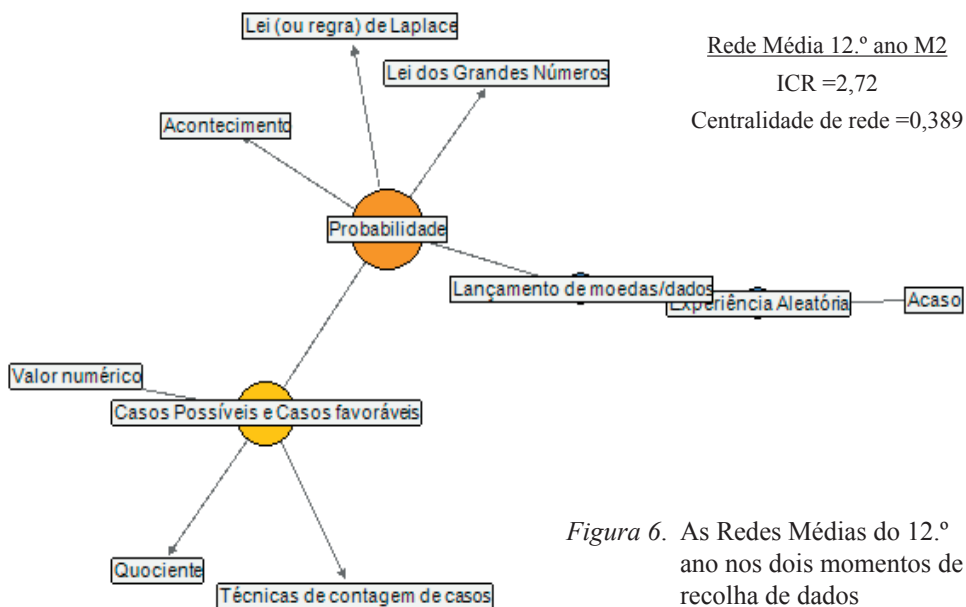 Lei (ou regra) de Laplace
Rede Média 12.º ano M2
Lei dos Grandes Números
ICR =2,72
Acontecimento
Centralidade de rede =0,389
Probabilidade
Lançamento de moedas/dados
Experiência Aleatória
Acaso
Valor numérico
Casos Possíveis e Casos favoráveis
Quociente
Técnicas de contagem de casos
Figura 6. As Redes Médias do 12.º
ano nos dois momentos de
recolha de dados